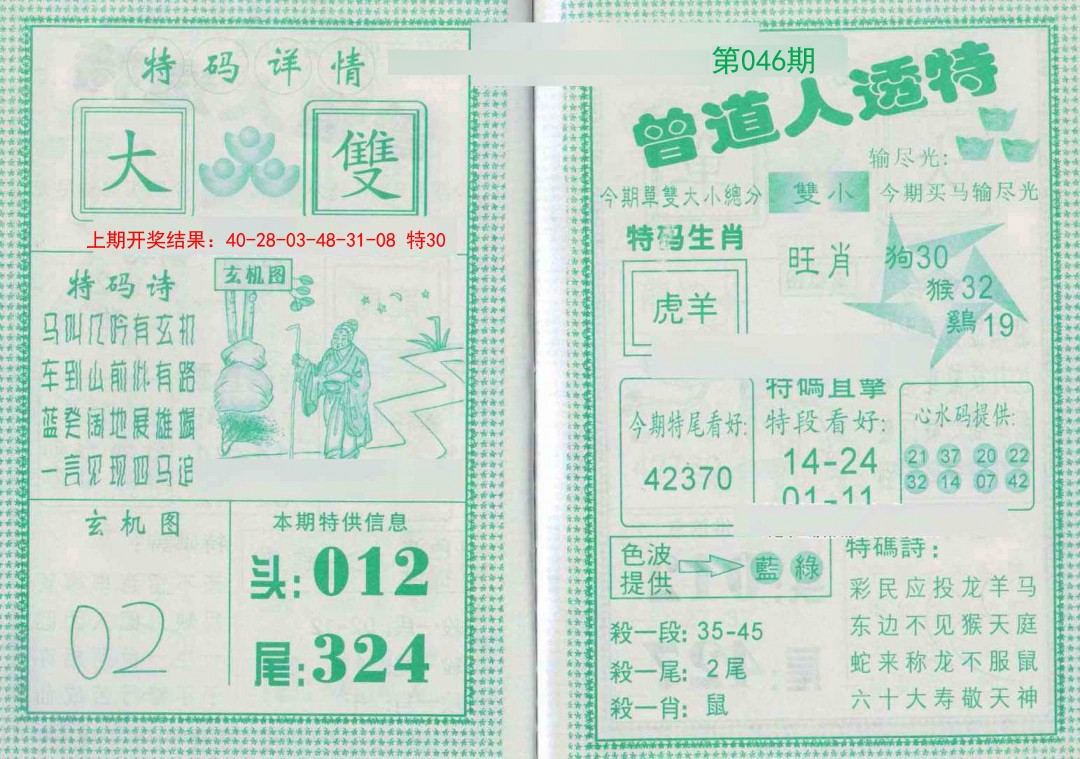 特码详情
大 雙
上期开奖结果：40-28-03-48-31-08 特30
特码诗
马叫几吟有玄机
车到山前
有路
阔地展雄
一言见现四马追
玄机图
玄机图
02
本期特供信息
头:012
尾:324
第046期
曾道人透特
输尽光:
今期單雙大小總分 雙小 今期买马输尽光
特码生肖
虎羊
旺肖
狗30
猴32
鷄19
今期特尾看好:
42370
特碼直擊
特段看好:
14-24
01-11
心水码提供:
21 37 20 22
32 14 07 42
色波
提供
藍 綠
殺一段: 35-45
殺一尾: 2尾
殺一肖: 鼠
特碼詩:
彩民应投龙羊马
东边不见猴天庭
蛇来称龙不服鼠
六十大寿敬天神